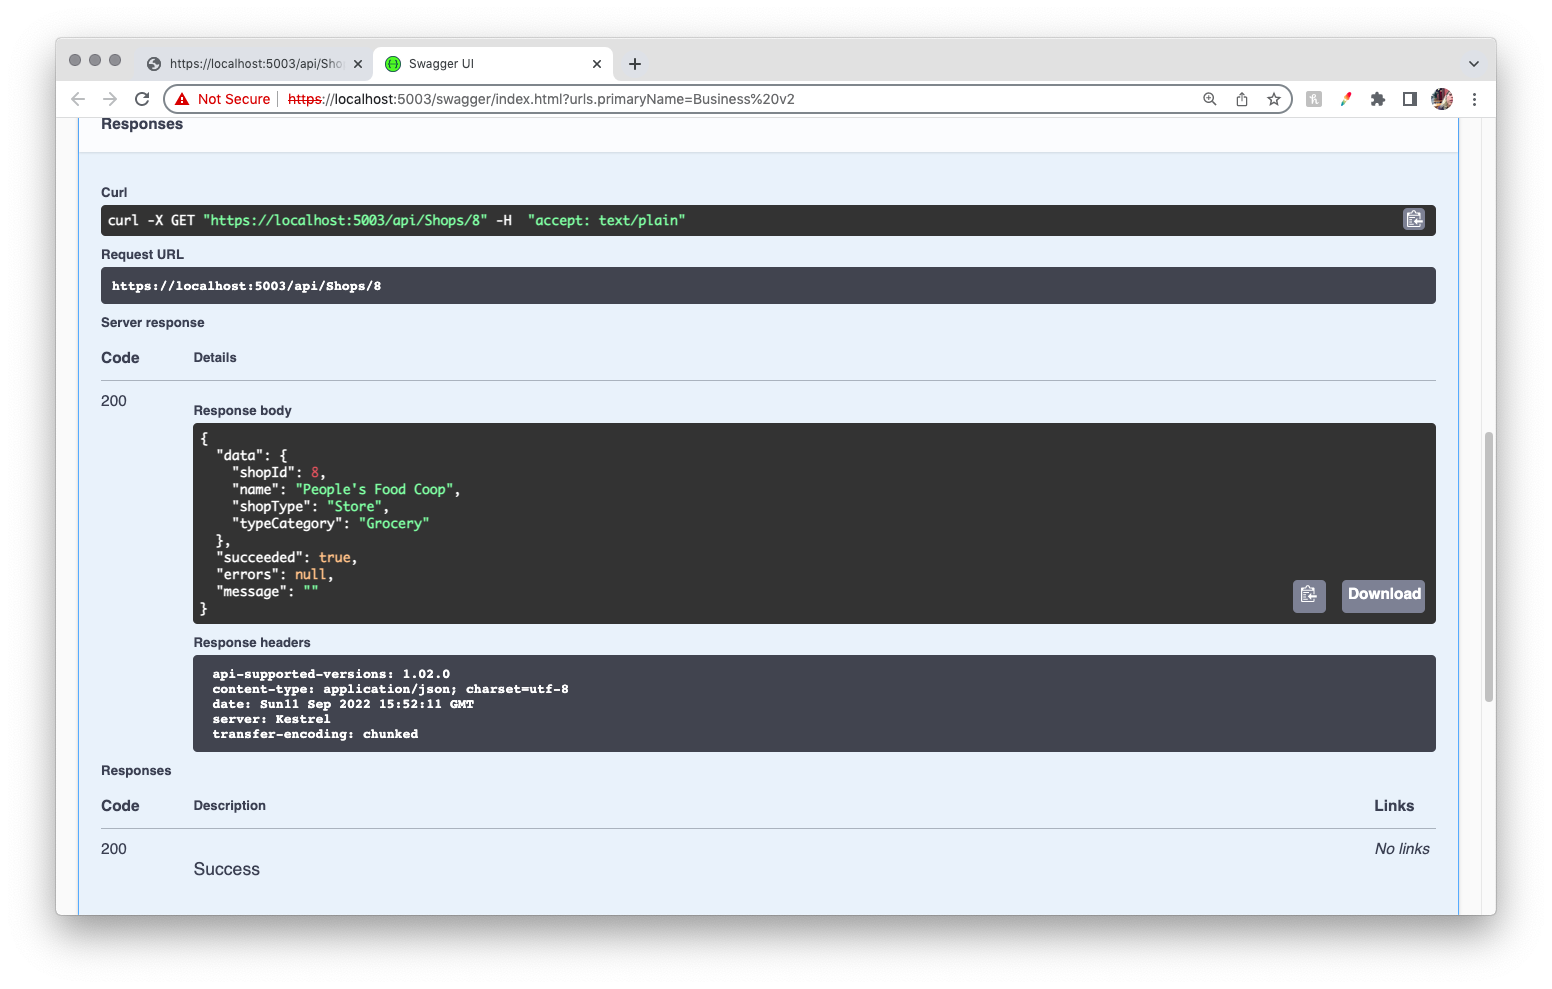 https://localhost:5003/api/Sho
Swagger UI
Not Secure https://localhost:5003/swagger/index.html?urls.primaryName=Business%20v2
Responses
Curl
curl -X GET "https://localhost:5003/api/Shops/8" -H  "accept: text/plain"
Request URL
https://localhost:5003/api/Shops/8
Server response
Code Details
200
Response body
{
  "data": {
    "shopId": 8,
    "name": "People's Food Coop",
    "shopType": "Store",
    "typeCategory": "Grocery"
  },
  "succeeded": true,
  "errors": null,
  "message": ""
}
Download
Response headers
api-supported-versions: 1.02.0
content-type: application/json; charset=utf-8
date: Sun11 Sep 2022 15:52:11 GMT
server: Kestrel
transfer-encoding: chunked
Responses
Code Description Links
200 No links
Success